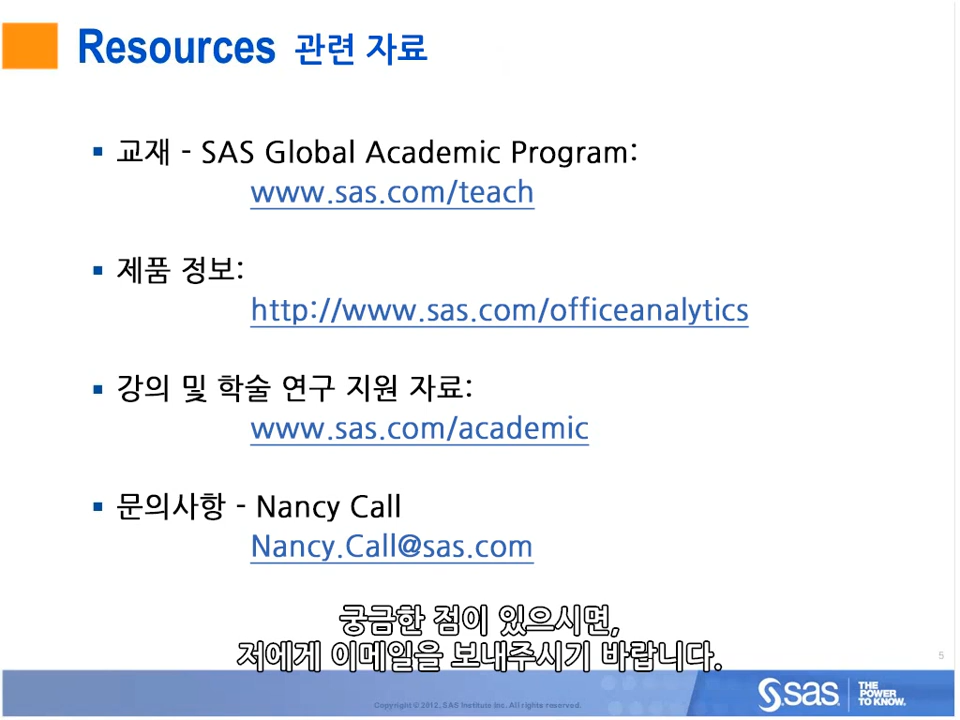 Resources 관련 자료
▪ 교재 - SAS Global Academic Program:
www.sas.com/teach
▪ 제품 정보:
http://www.sas.com/officeanalytics
▪ 강의 및 학술 연구 지원 자료:
www.sas.com/academic
▪ 문의사항 - Nancy Call
Nancy.Call@sas.com
궁금한 점이 있으시면,
저에게 이메일을 보내주시기 바랍니다.
5
Copyright © 2012, SAS Institute Inc. All rights reserved.
sas. THE
POWER
TO KNOW.